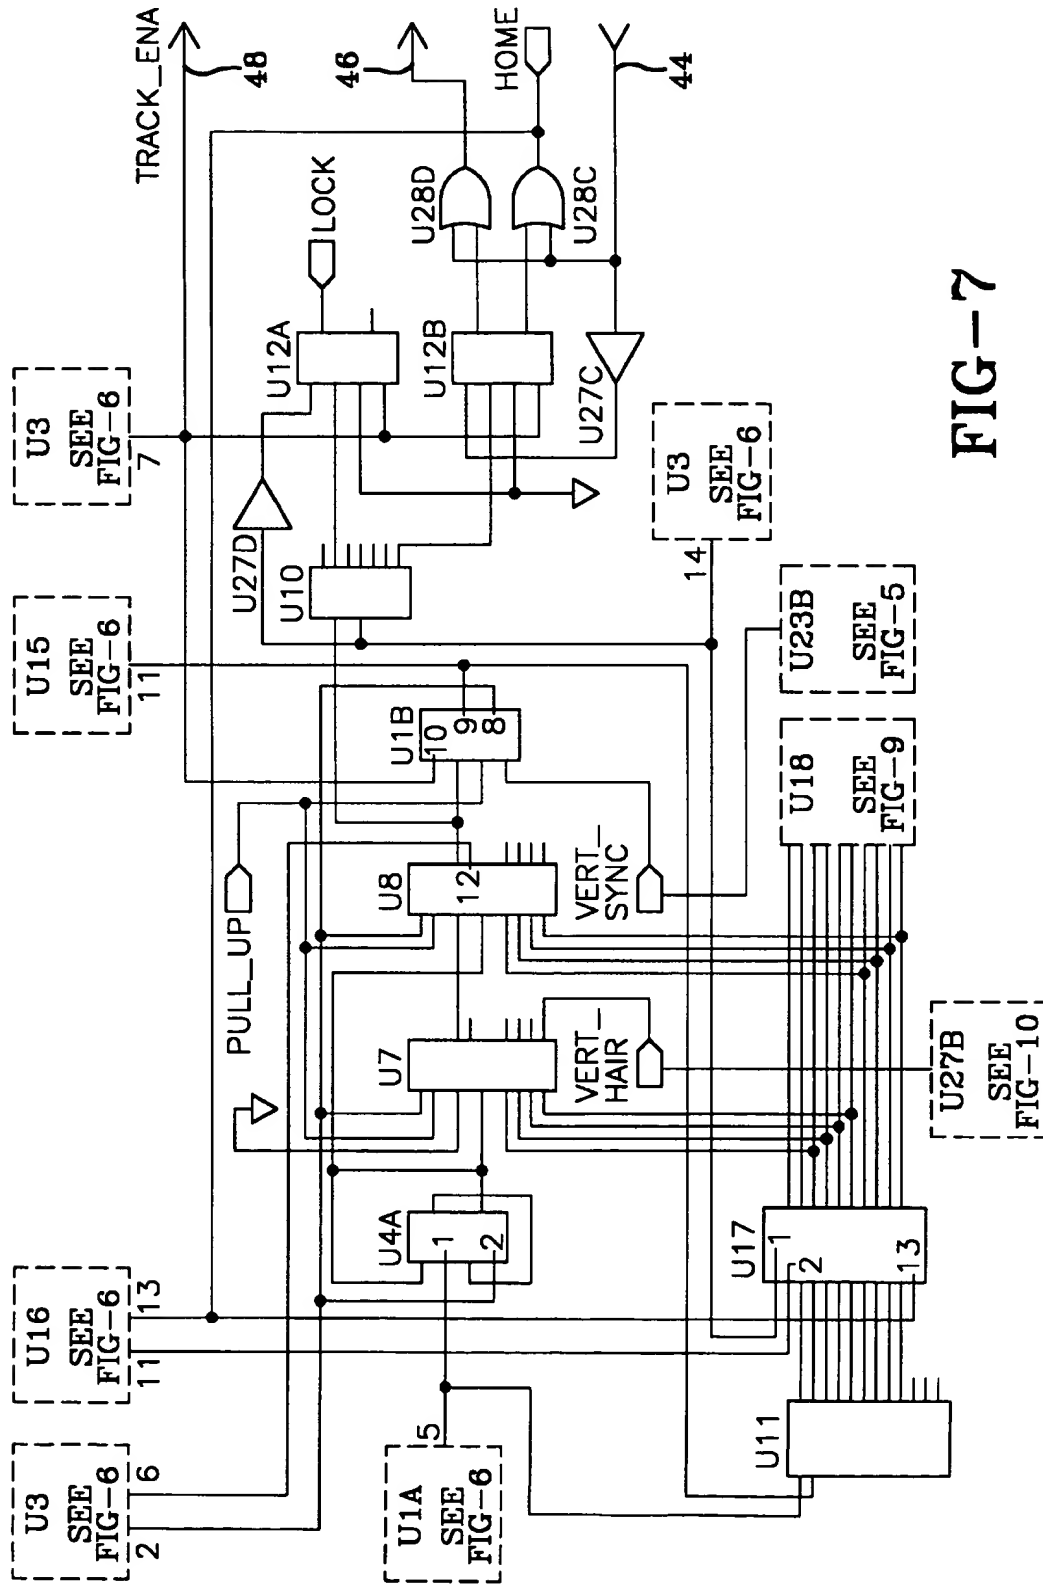 U3
SEE
FIG-6
2
6
U16
SEE
FIG-6
11
13
U15
SEE
FIG-6
11
U3
SEE
FIG-6
7
TRACK_ENA
48
PULL_UP
U27D
LOCK
46
U1A
SEE
FIG-6
5
U4A
1
2
U7
U8
12
U1B
10
9
8
U10
U12A
U12B
U28D
U28C
HOME
U27C
44
VERT_
HAIR
VERT_
SYNC
14
U3
SEE
FIG-6
U11
U17
1
2
13
U18
SEE
FIG-9
U23B
SEE
FIG-5
U27B
SEE
FIG-10
FIG-7